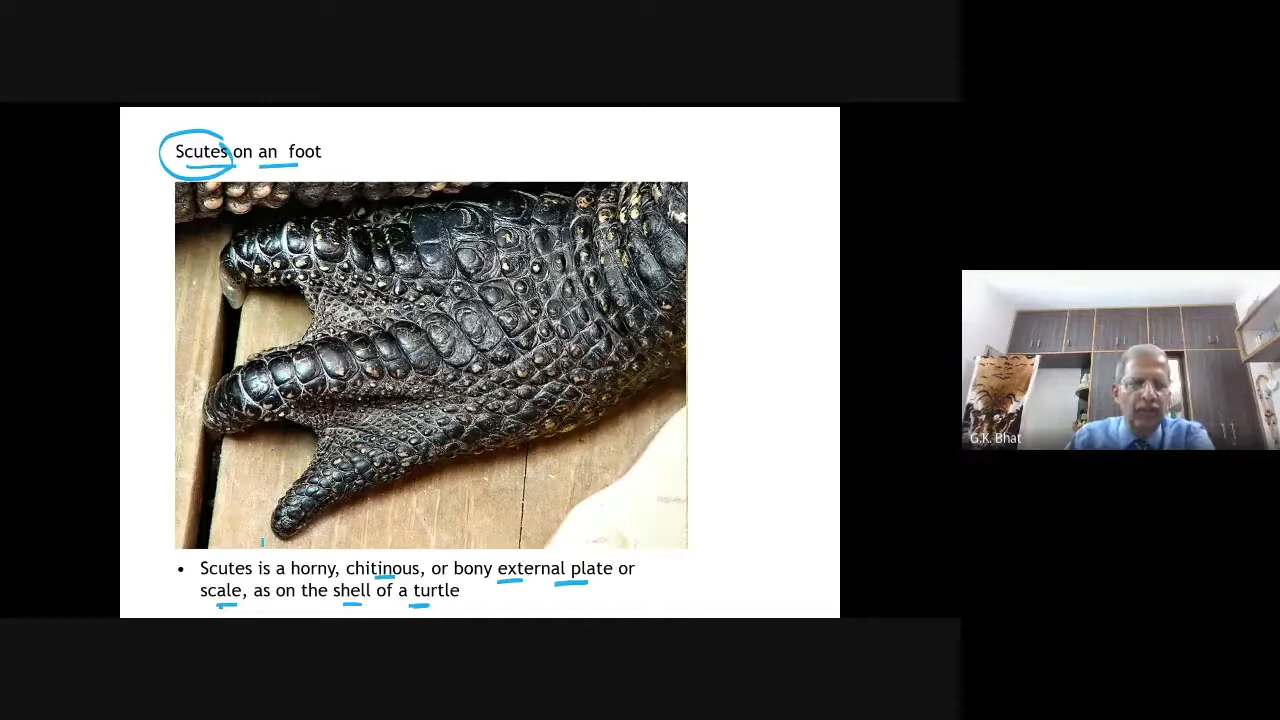 Scutes on an foot
• Scutes is a horny, chitinous, or bony external plate or
scale, as on the shell of a turtle
G.K. Bhat